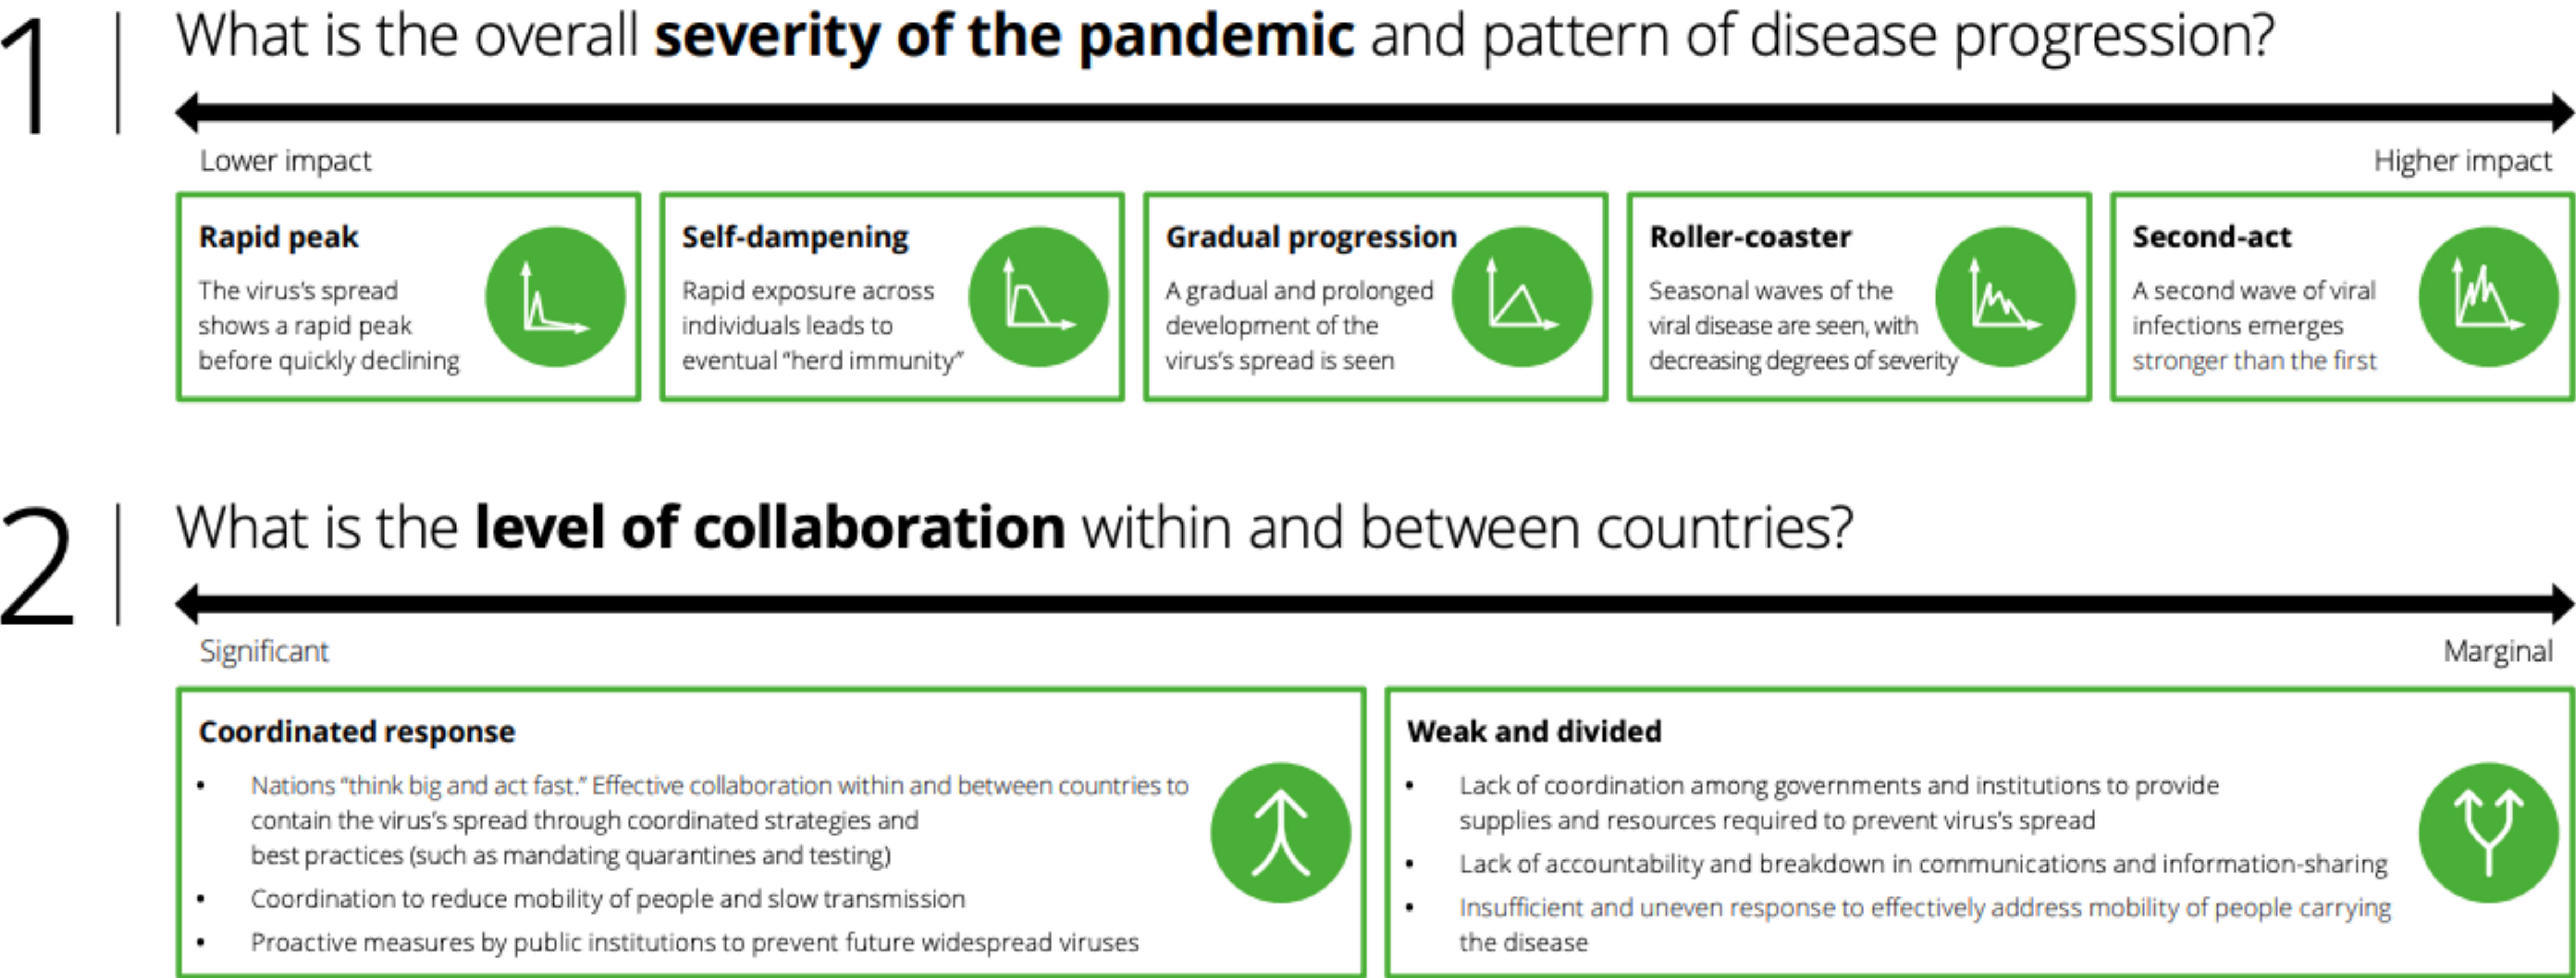 1
What is the overall severity of the pandemic and pattern of disease progression?
Lower impact
Higher impact
Rapid peak
The virus's spread
shows a rapid peak
before quickly declining
Self-dampening
Rapid exposure across
individuals leads to
eventual “herd immunity”
Gradual progression
A gradual and prolonged
development of the
virus's spread is seen
Roller-coaster
Seasonal waves of the
viral disease are seen, with
decreasing degrees of severity
Second-act
A second wave of viral
infections emerges
stronger than the first
2
What is the level of collaboration within and between countries?
Significant
Marginal
Coordinated response
• Nations “think big and act fast.” Effective collaboration within and between countries to
contain the virus's spread through coordinated strategies and
best practices (such as mandating quarantines and testing)
• Coordination to reduce mobility of people and slow transmission
• Proactive measures by public institutions to prevent future widespread viruses
Weak and divided
• Lack of coordination among governments and institutions to provide
supplies and resources required to prevent virus's spread
• Lack of accountability and breakdown in communications and information-sharing
• Insufficient and uneven response to effectively address mobility of people carrying
the disease